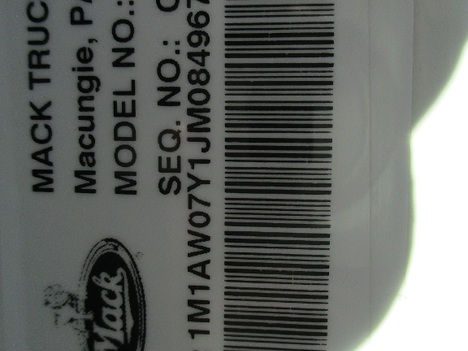 MACK TRUC
Macungie, PA
MODEL NO.:
SEQ. NO.:
1M1AW07Y1JM084967
Mack